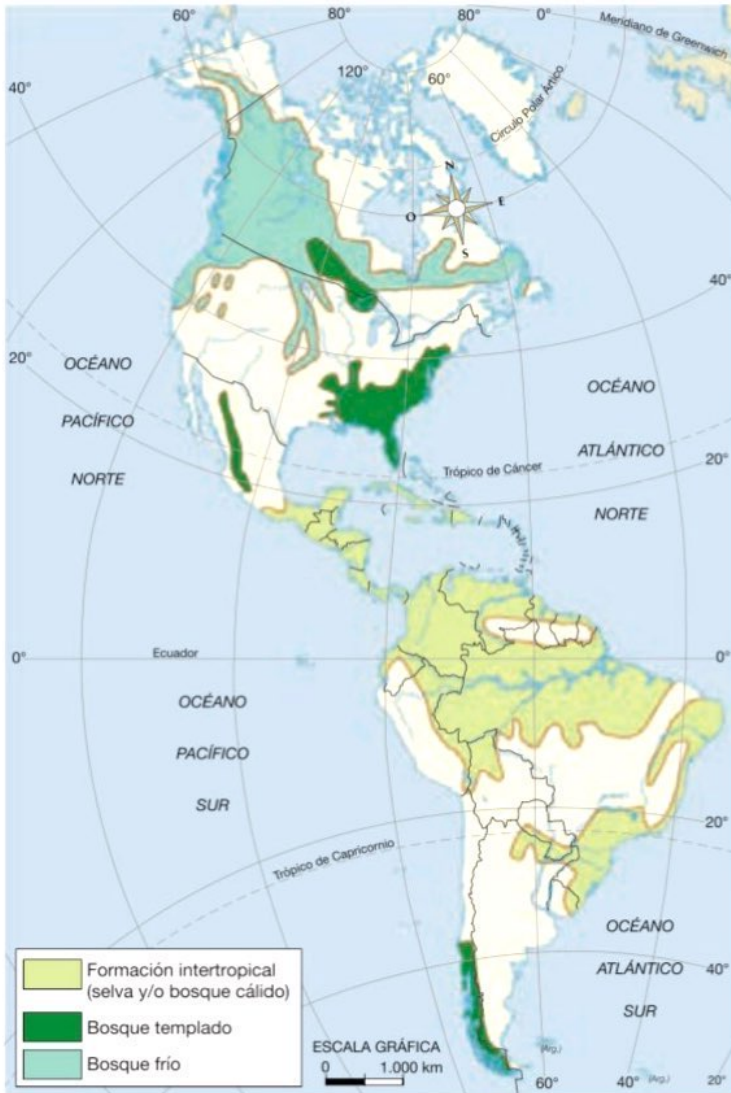 60°
80°
80°
0°
Meridiano de Greenwich
120°
60°
40°
Círculo Polar Ártico
N
E
O
S
40°
20°
OCÉANO
PACÍFICO
NORTE
OCÉANO
ATLÁNTICO
NORTE
Trópico de Cáncer
20°
0°
Ecuador
0°
OCÉANO
PACÍFICO
SUR
20°
Trópico de Capricornio
OCÉANO
ATLÁNTICO
SUR
40°
Formación intertropical
(selva y/o bosque cálido)
Bosque templado
Bosque frío
ESCALA GRÁFICA
0 1.000 km
(Arg.)
60°
40°
(Arg.)
20°